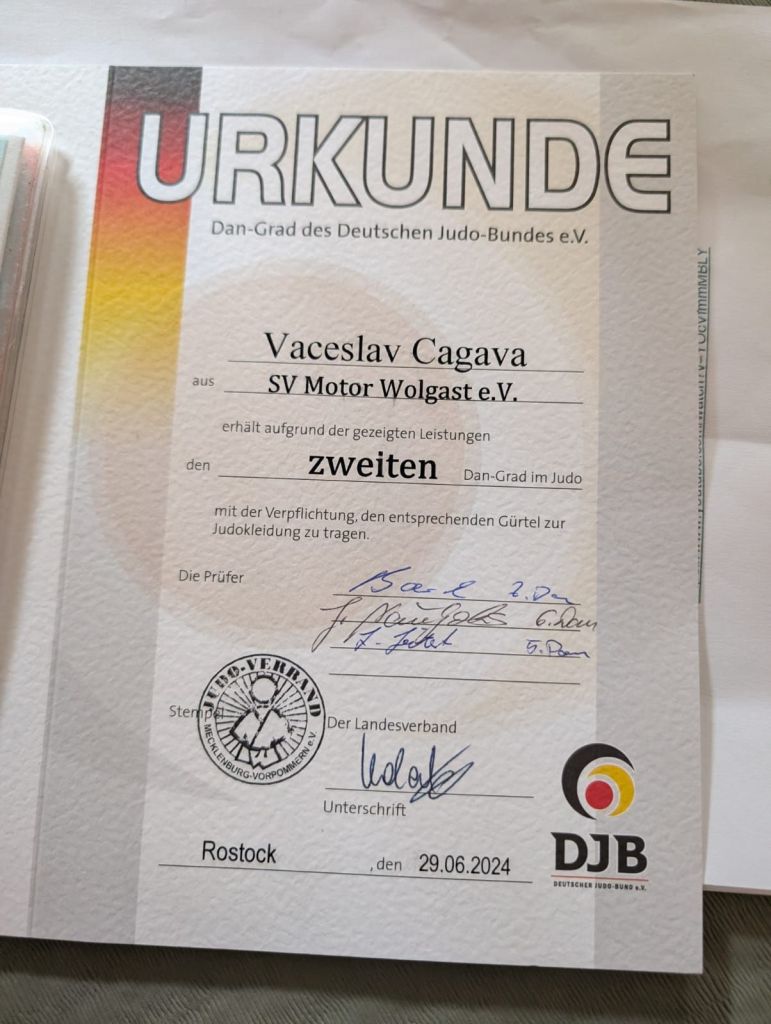 URKUNDE
Dan-Grad des Deutschen Judo-Bundes e.V.
Vaceslav Cagava
aus SV Motor Wolgast e.V.
erhält aufgrund der gezeigten Leistungen
den zweiten Dan-Grad im Judo
mit der Verpflichtung, den entsprechenden Gürtel zur
Judokleidung zu tragen.
Die Prüfer
6. Dan
5. Dan
JUDO-VERBAND
MECKLENBURG-VORPOMMERN e.V.
Stempel
Der Landesverband
Unterschrift
Rostock, den 29.06.2024
DJB
DEUTSCHER JUDO-BUND e.V.